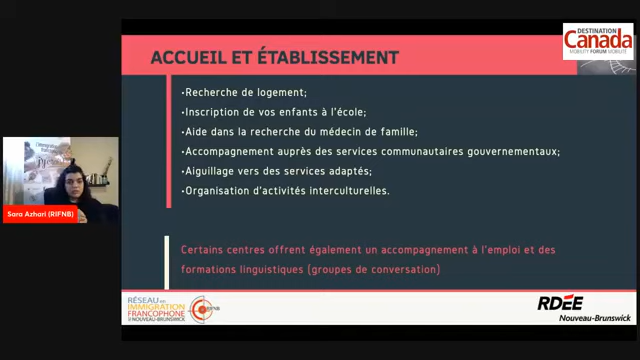 DESTINATION
Canada
MOBILITY FORUM MOBILITÉ
ACCUEIL ET ÉTABLISSEMENT
•Recherche de logement;
•Inscription de vos enfants à l'école;
•Aide dans la recherche du médecin de famille;
•Accompagnement auprès des services communautaires gouvernementaux;
•Aiguillage vers des services adaptés;
•Organisation d'activités interculturelles.
Sara Azhari (RIFNB)
Certains centres offrent également un accompagnement à l'emploi et des
formations linguistiques (groupes de conversation)
RÉSEAU EN
IMMIGRATION
FRANCOPHONE
NOUVEAU-BRUNSWICK
RDÉE
Nouveau-Brunswick